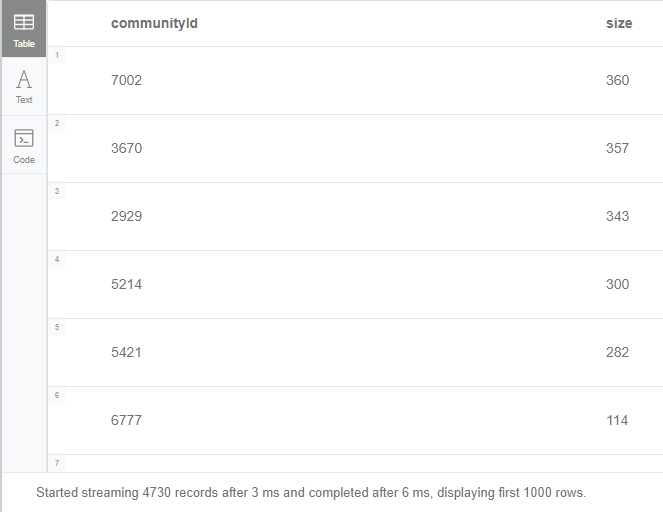 communityId size
Table
1
7002 360
Text
2
3670 357
Code
3
2929 343
4
5214 300
5
5421 282
6
6777 114
7
Started streaming 4730 records after 3 ms and completed after 6 ms, displaying first 1000 rows.